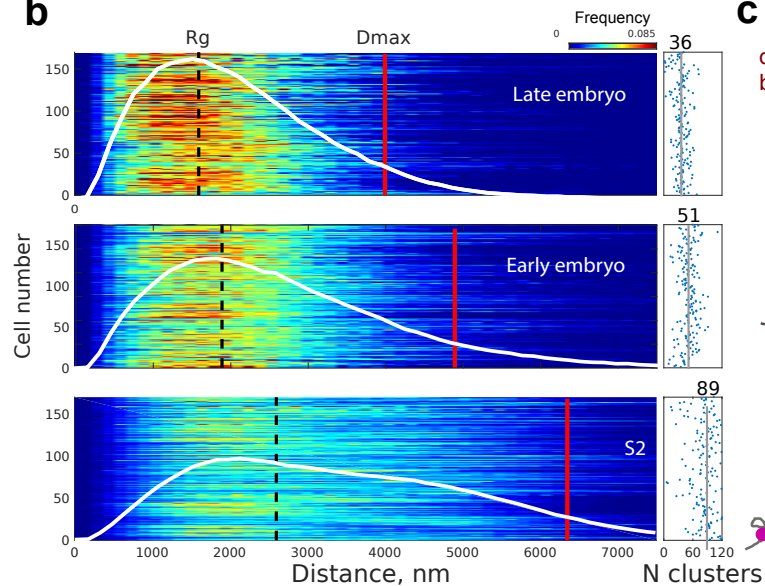 b
c
Rg
Dmax
Frequency
0
0.085
36
150
100
50
0
0
Late embryo
51
150
100
50
0
Early embryo
Cell number
89
150
100
50
0
S2
0
1000
2000
3000
4000
5000
6000
7000
Distance, nm
0
60
120
N clusters